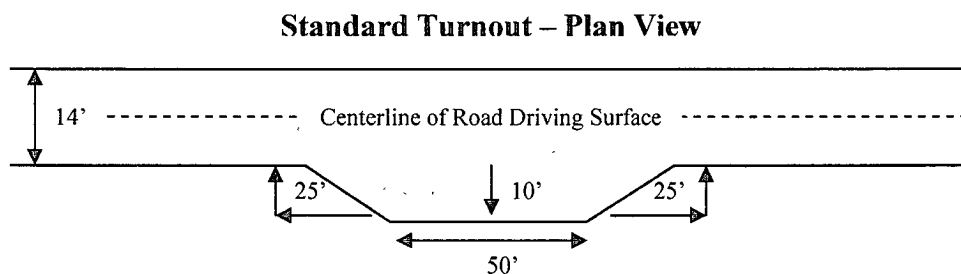 Standard Turnout – Plan View
14’
Centerline of Road Driving Surface
25’
10’
25’
50’